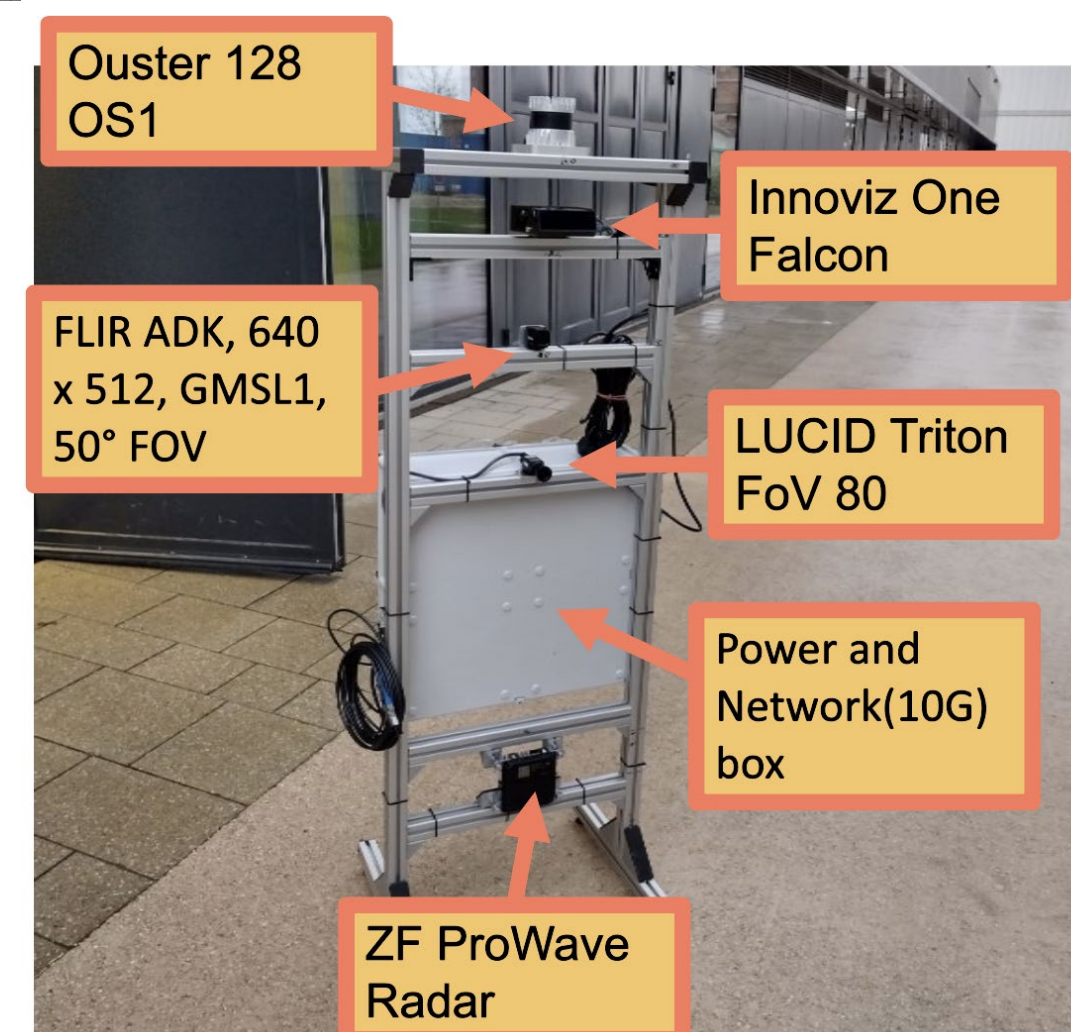 Ouster 128
OS1
Innoviz One
Falcon
FLIR ADK, 640
x 512, GMSL1,
50° FOV
LUCID Triton
FoV 80
Power and
Network(10G)
box
ZF ProWave
Radar